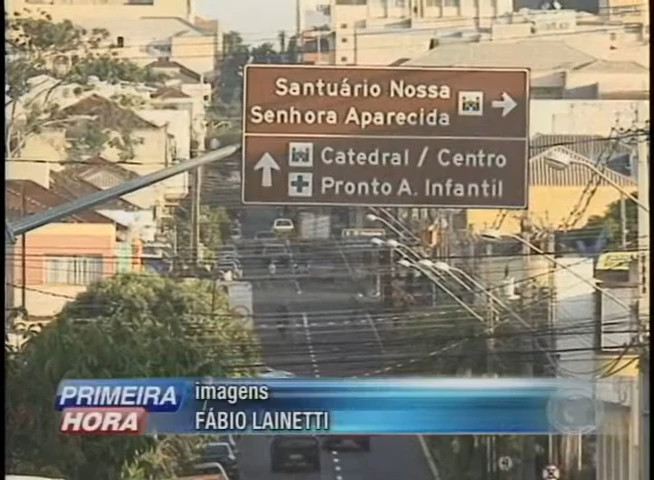 Santuário Nossa
Senhora Aparecida
Catedral / Centro
Pronto A. Infantil
PRIMEIRA
HORA
imagens
FÁBIO LAINETTI